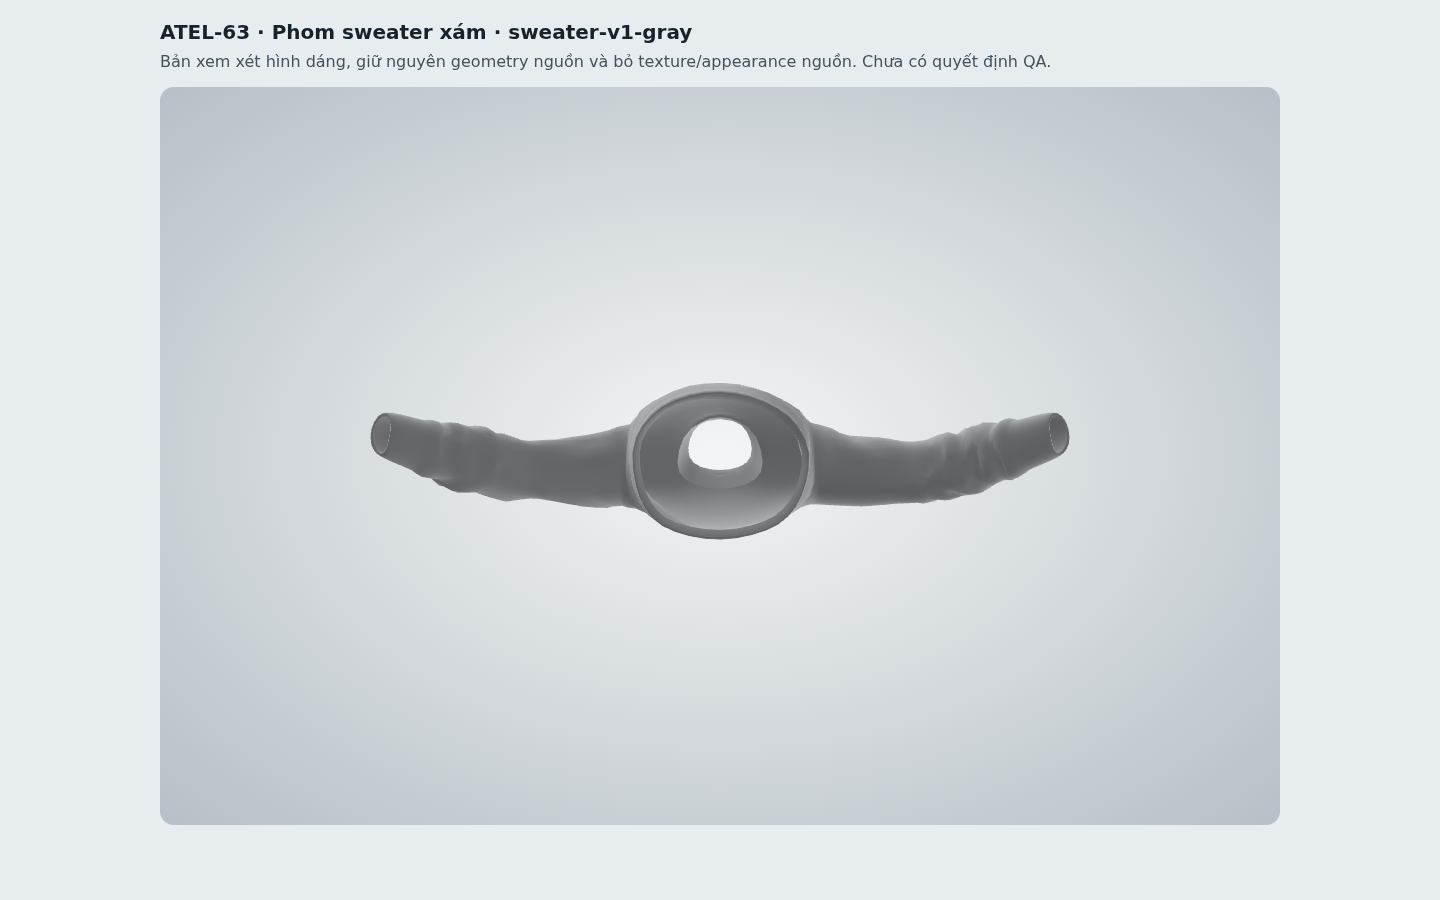 ATEL-63 · Phom sweater xám · sweater-v1-gray
Bản xem xét hình dáng, giữ nguyên geometry nguồn và bỏ texture/appearance nguồn. Chưa có quyết định QA.